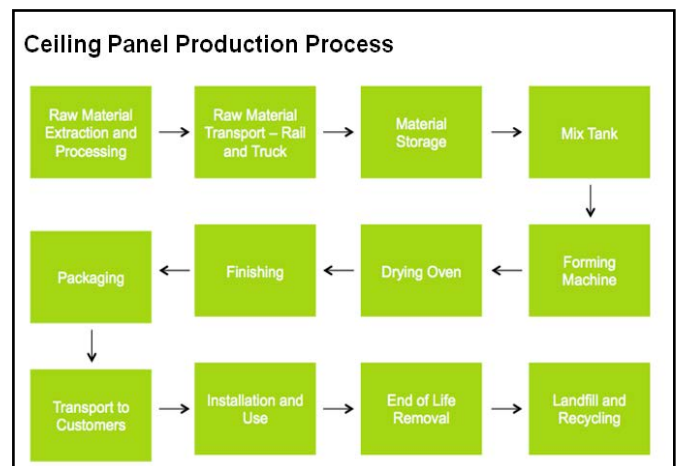 Ceiling Panel Production Process
Raw Material
Extraction and
Processing
Raw Material
Transport – Rail
and Truck
Material
Storage
Mix Tank
Forming
Machine
Drying Oven
Finishing
Packaging
Transport to
Customers
Installation and
Use
End of Life
Removal
Landfill and
Recycling